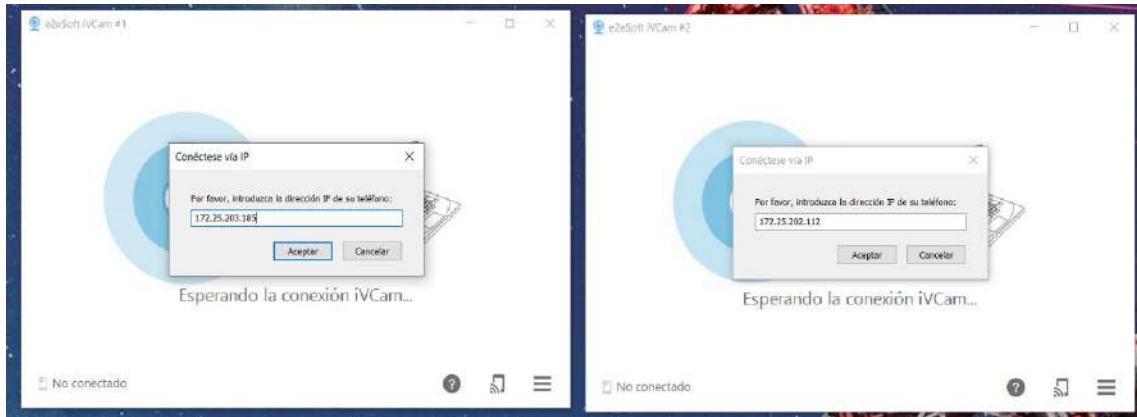 e2eSoft iVCam #1
Conéctese vía IP
Por favor, introduzca la dirección IP de su teléfono:
172.25.203.185
Aceptar
Cancelar
Esperando la conexión iVCam...
No conectado
e2eSoft iVCam #2
Conéctese vía IP
Por favor, introduzca la dirección IP de su teléfono:
172.25.202.112
Aceptar
Cancelar
Esperando la conexión iVCam...
No conectado